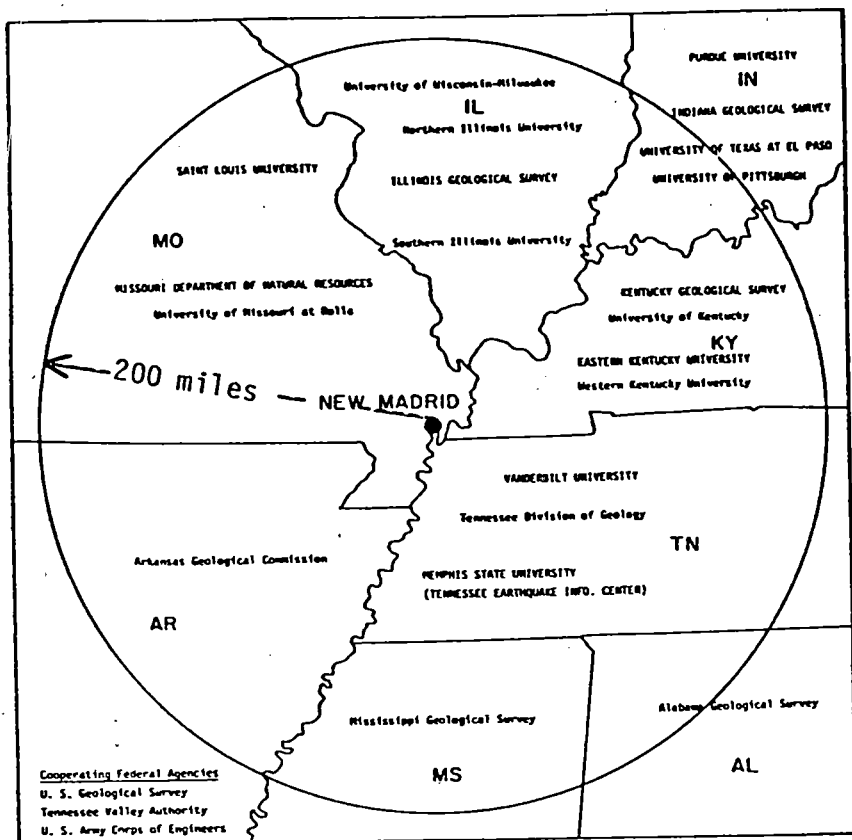 PURDUE UNIVERSITY
IN
University of Wisconsin-Milwaukee
IL
INDIANA GEOLOGICAL SURVEY
Northern Illinois University
UNIVERSITY OF TEXAS AT EL PASO
SAINT LOUIS UNIVERSITY
ILLINOIS GEOLOGICAL SURVEY
UNIVERSITY OF PITTSBURGH
MO
Southern Illinois University
MISSOURI DEPARTMENT OF NATURAL RESOURCES
University of Missouri at Rolla
KENTUCKY GEOLOGICAL SURVEY
University of Kentucky
KY
EASTERN KENTUCKY UNIVERSITY
Western Kentucky University
200 miles
NEW MADRID
VANDERBILT UNIVERSITY
Tennessee Division of Geology
TN
Arkansas Geological Commission
MEMPHIS STATE UNIVERSITY
(TENNESSEE EARTHQUAKE INFO. CENTER)
AR
Mississippi Geological Survey
Alabama Geological Survey
MS
AL
Cooperating Federal Agencies
U. S. Geological Survey
Tennessee Valley Authority
U. S. Army Corps of Engineers